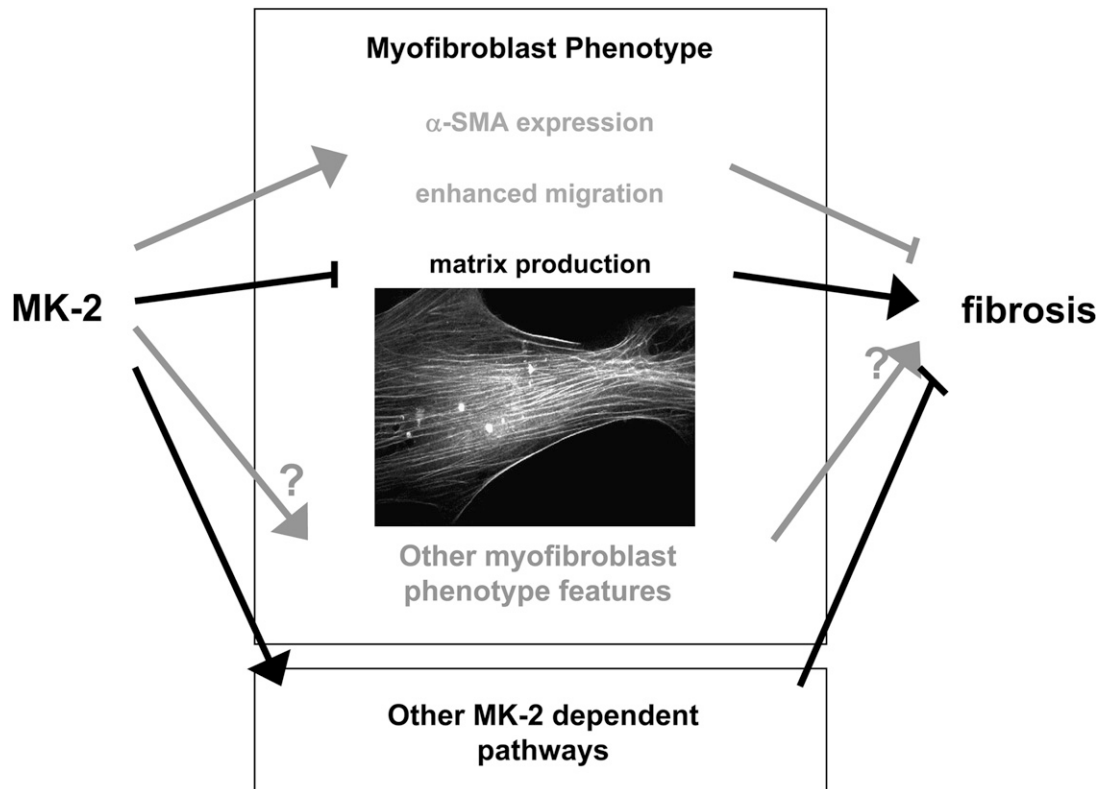 Myofibroblast Phenotype
α-SMA expression
enhanced migration
matrix production
MK-2
fibrosis
?
?
Other myofibroblast
phenotype features
Other MK-2 dependent
pathways